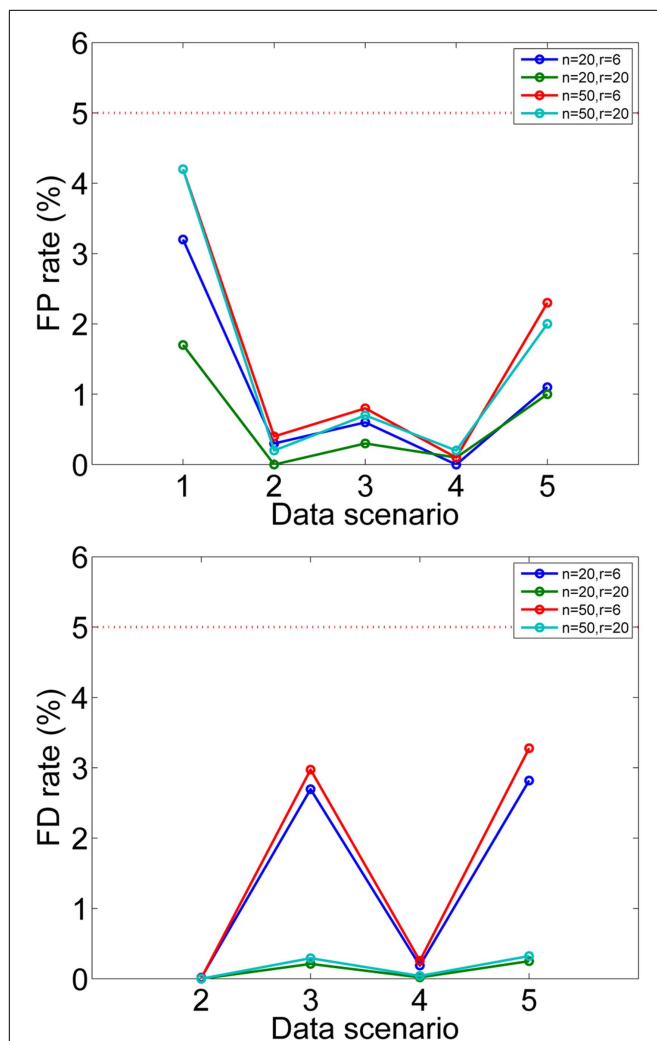 6
5
4
3
2
1
0
FP rate (%)
n=20,r=6
n=20,r=20
n=50,r=6
n=50,r=20
1 2 3 4 5
Data scenario
6
5
4
3
2
1
0
FD rate (%)
n=20,r=6
n=20,r=20
n=50,r=6
n=50,r=20
2 3 4 5
Data scenario